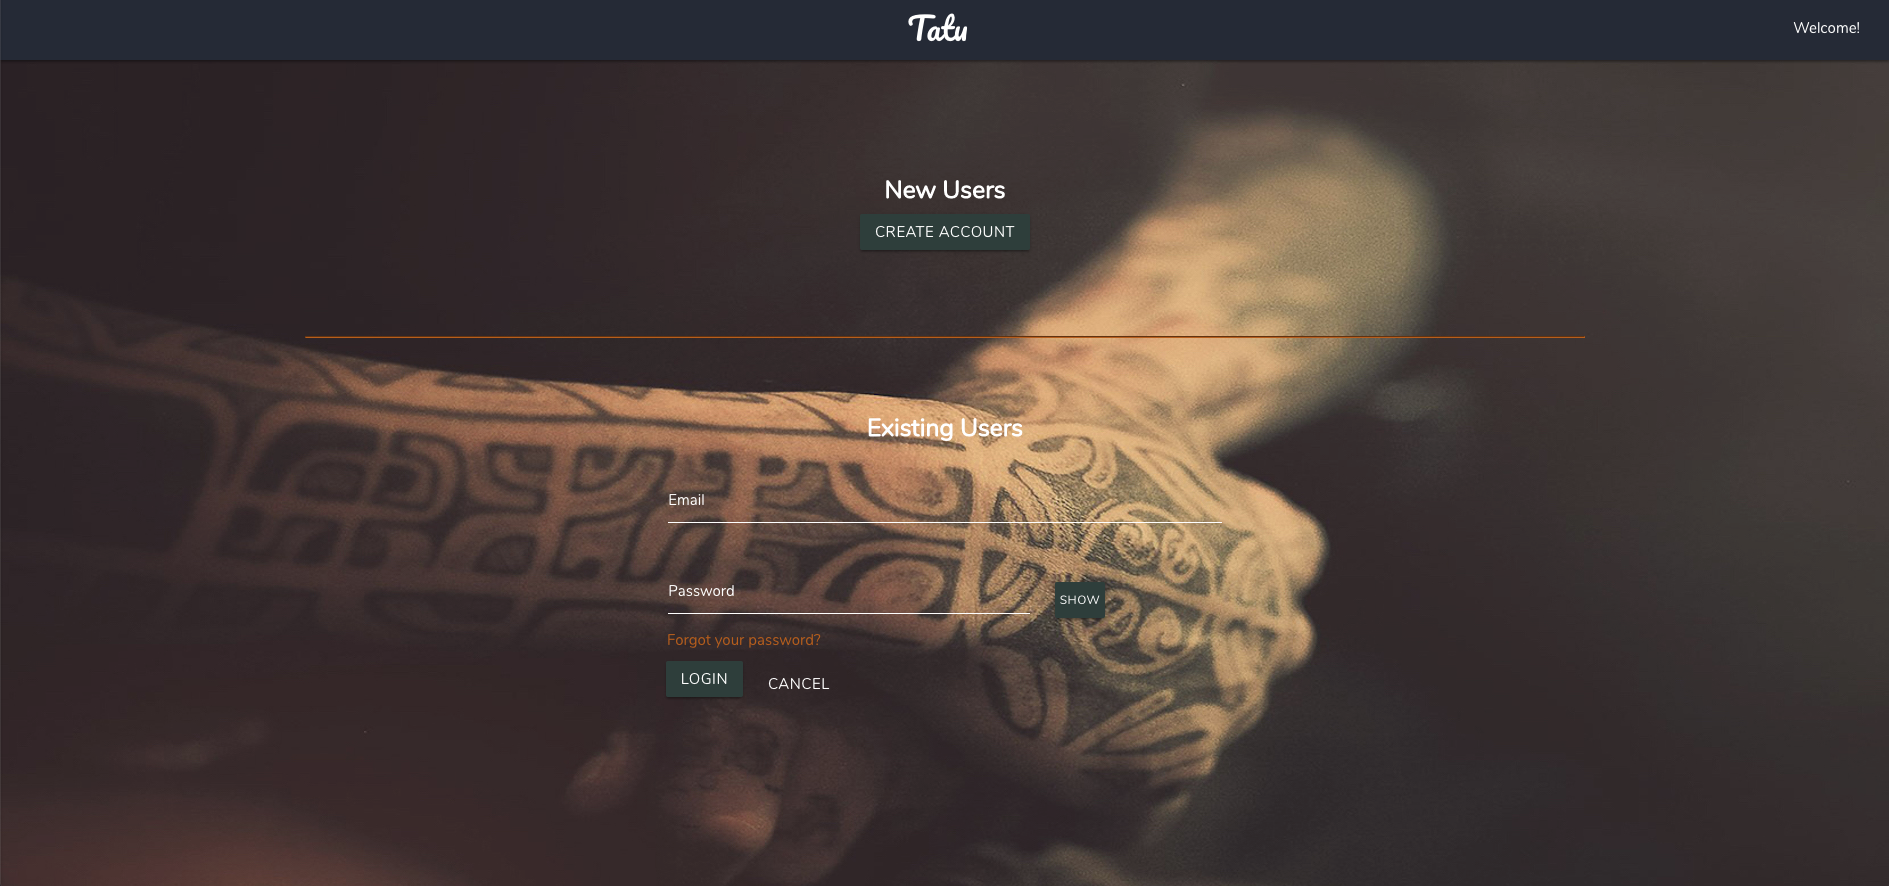 Tatu
Welcome!
New Users
CREATE ACCOUNT
Existing Users
Email
Password
SHOW
Forgot your password?
LOGIN
CANCEL